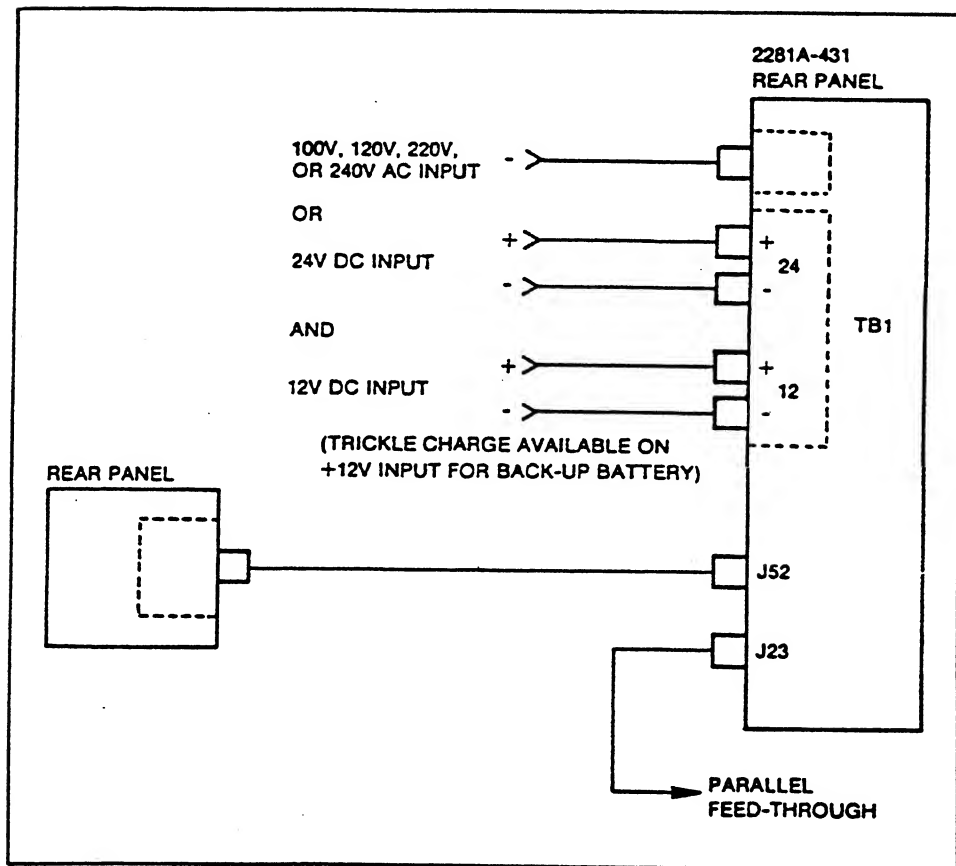 2281A-431
REAR PANEL
100V, 120V, 220V,
OR 240V AC INPUT
-
OR
+
24V DC INPUT
-
+
24
-
TB1
AND
+
12V DC INPUT
-
+
12
-
(TRICKLE CHARGE AVAILABLE ON
+12V INPUT FOR BACK-UP BATTERY)
REAR PANEL
J52
J23
PARALLEL
FEED-THROUGH